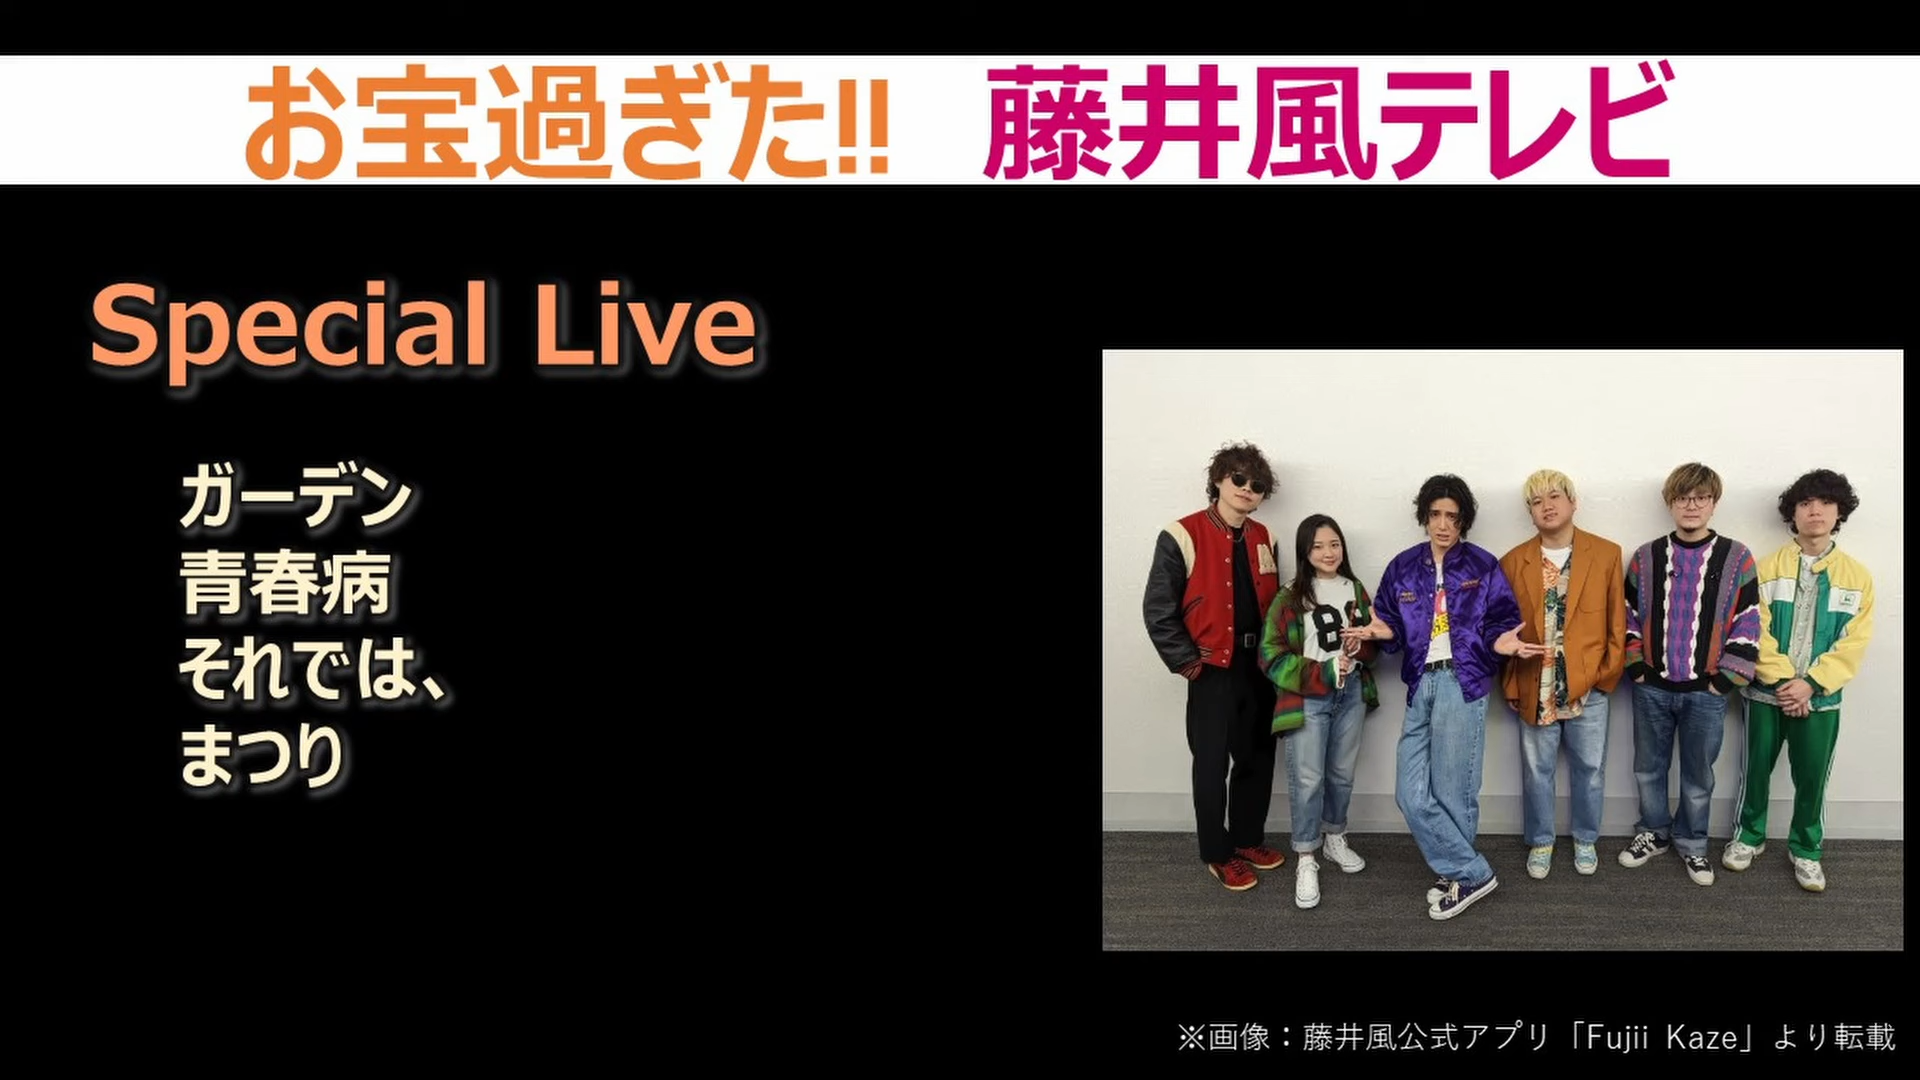 お宝過ぎた!! 藤井風テレビ
Special Live
ガーデン
青春病
それでは、
まつり
8
※画像：藤井風公式アプリ「Fujii Kaze」より転載